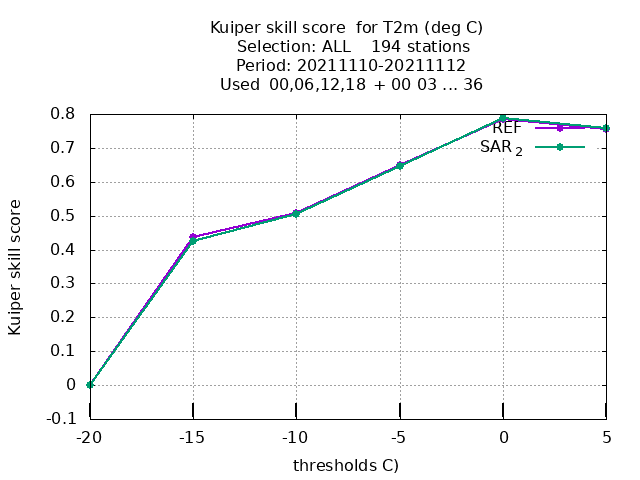 Kuiper skill score for T2m (deg C)
Selection: ALL 194 stations
Period: 20211110-20211112
Used 00,06,12,18 + 00 03 ... 36
0.8
0.7
0.6
0.5
0.4
0.3
0.2
0.1
0
-0.1
Kuiper skill score
REF
SAR 2
-20 -15 -10 -5 0 5
thresholds C)